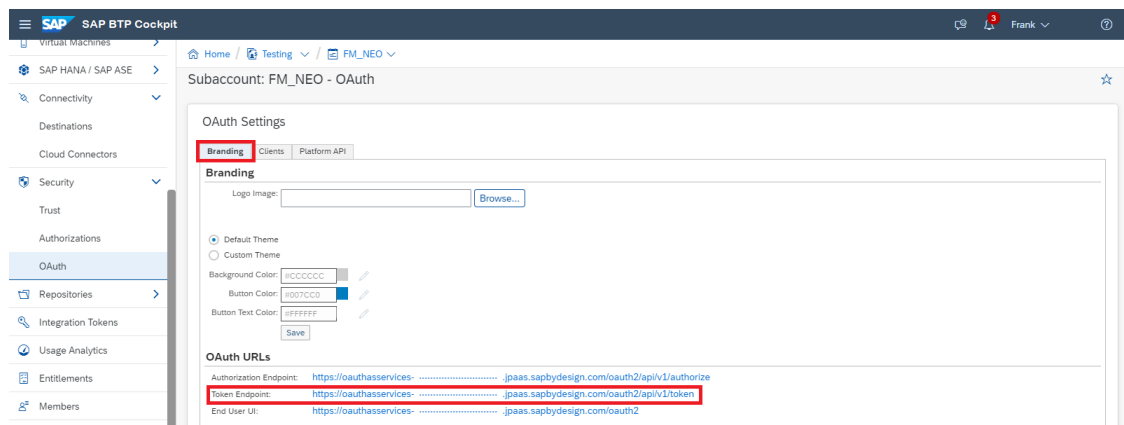 SAP SAP BTP Cockpit 3 Frank
Virtual Machines
SAP HANA / SAP ASE
Connectivity
Destinations
Cloud Connectors
Security
Trust
Authorizations
OAuth
Repositories
Integration Tokens
Usage Analytics
Entitlements
Members
Home / Testing / FM_NEO
Subaccount: FM_NEO - OAuth
OAuth Settings
Branding Clients Platform API
Branding
Logo Image: Browse...
Default Theme
Custom Theme
Background Color: #CCCCCC
Button Color: #007CC0
Button Text Color: #FFFFFF
Save
OAuth URLs
Authorization Endpoint: https://oauthasservices- ---------------------------- .jpaas.sapbydesign.com/oauth2/api/v1/authorize
Token Endpoint: https://oauthasservices- ---------------------------- .jpaas.sapbydesign.com/oauth2/api/v1/token
End User UI: https://oauthasservices- ---------------------------- .jpaas.sapbydesign.com/oauth2